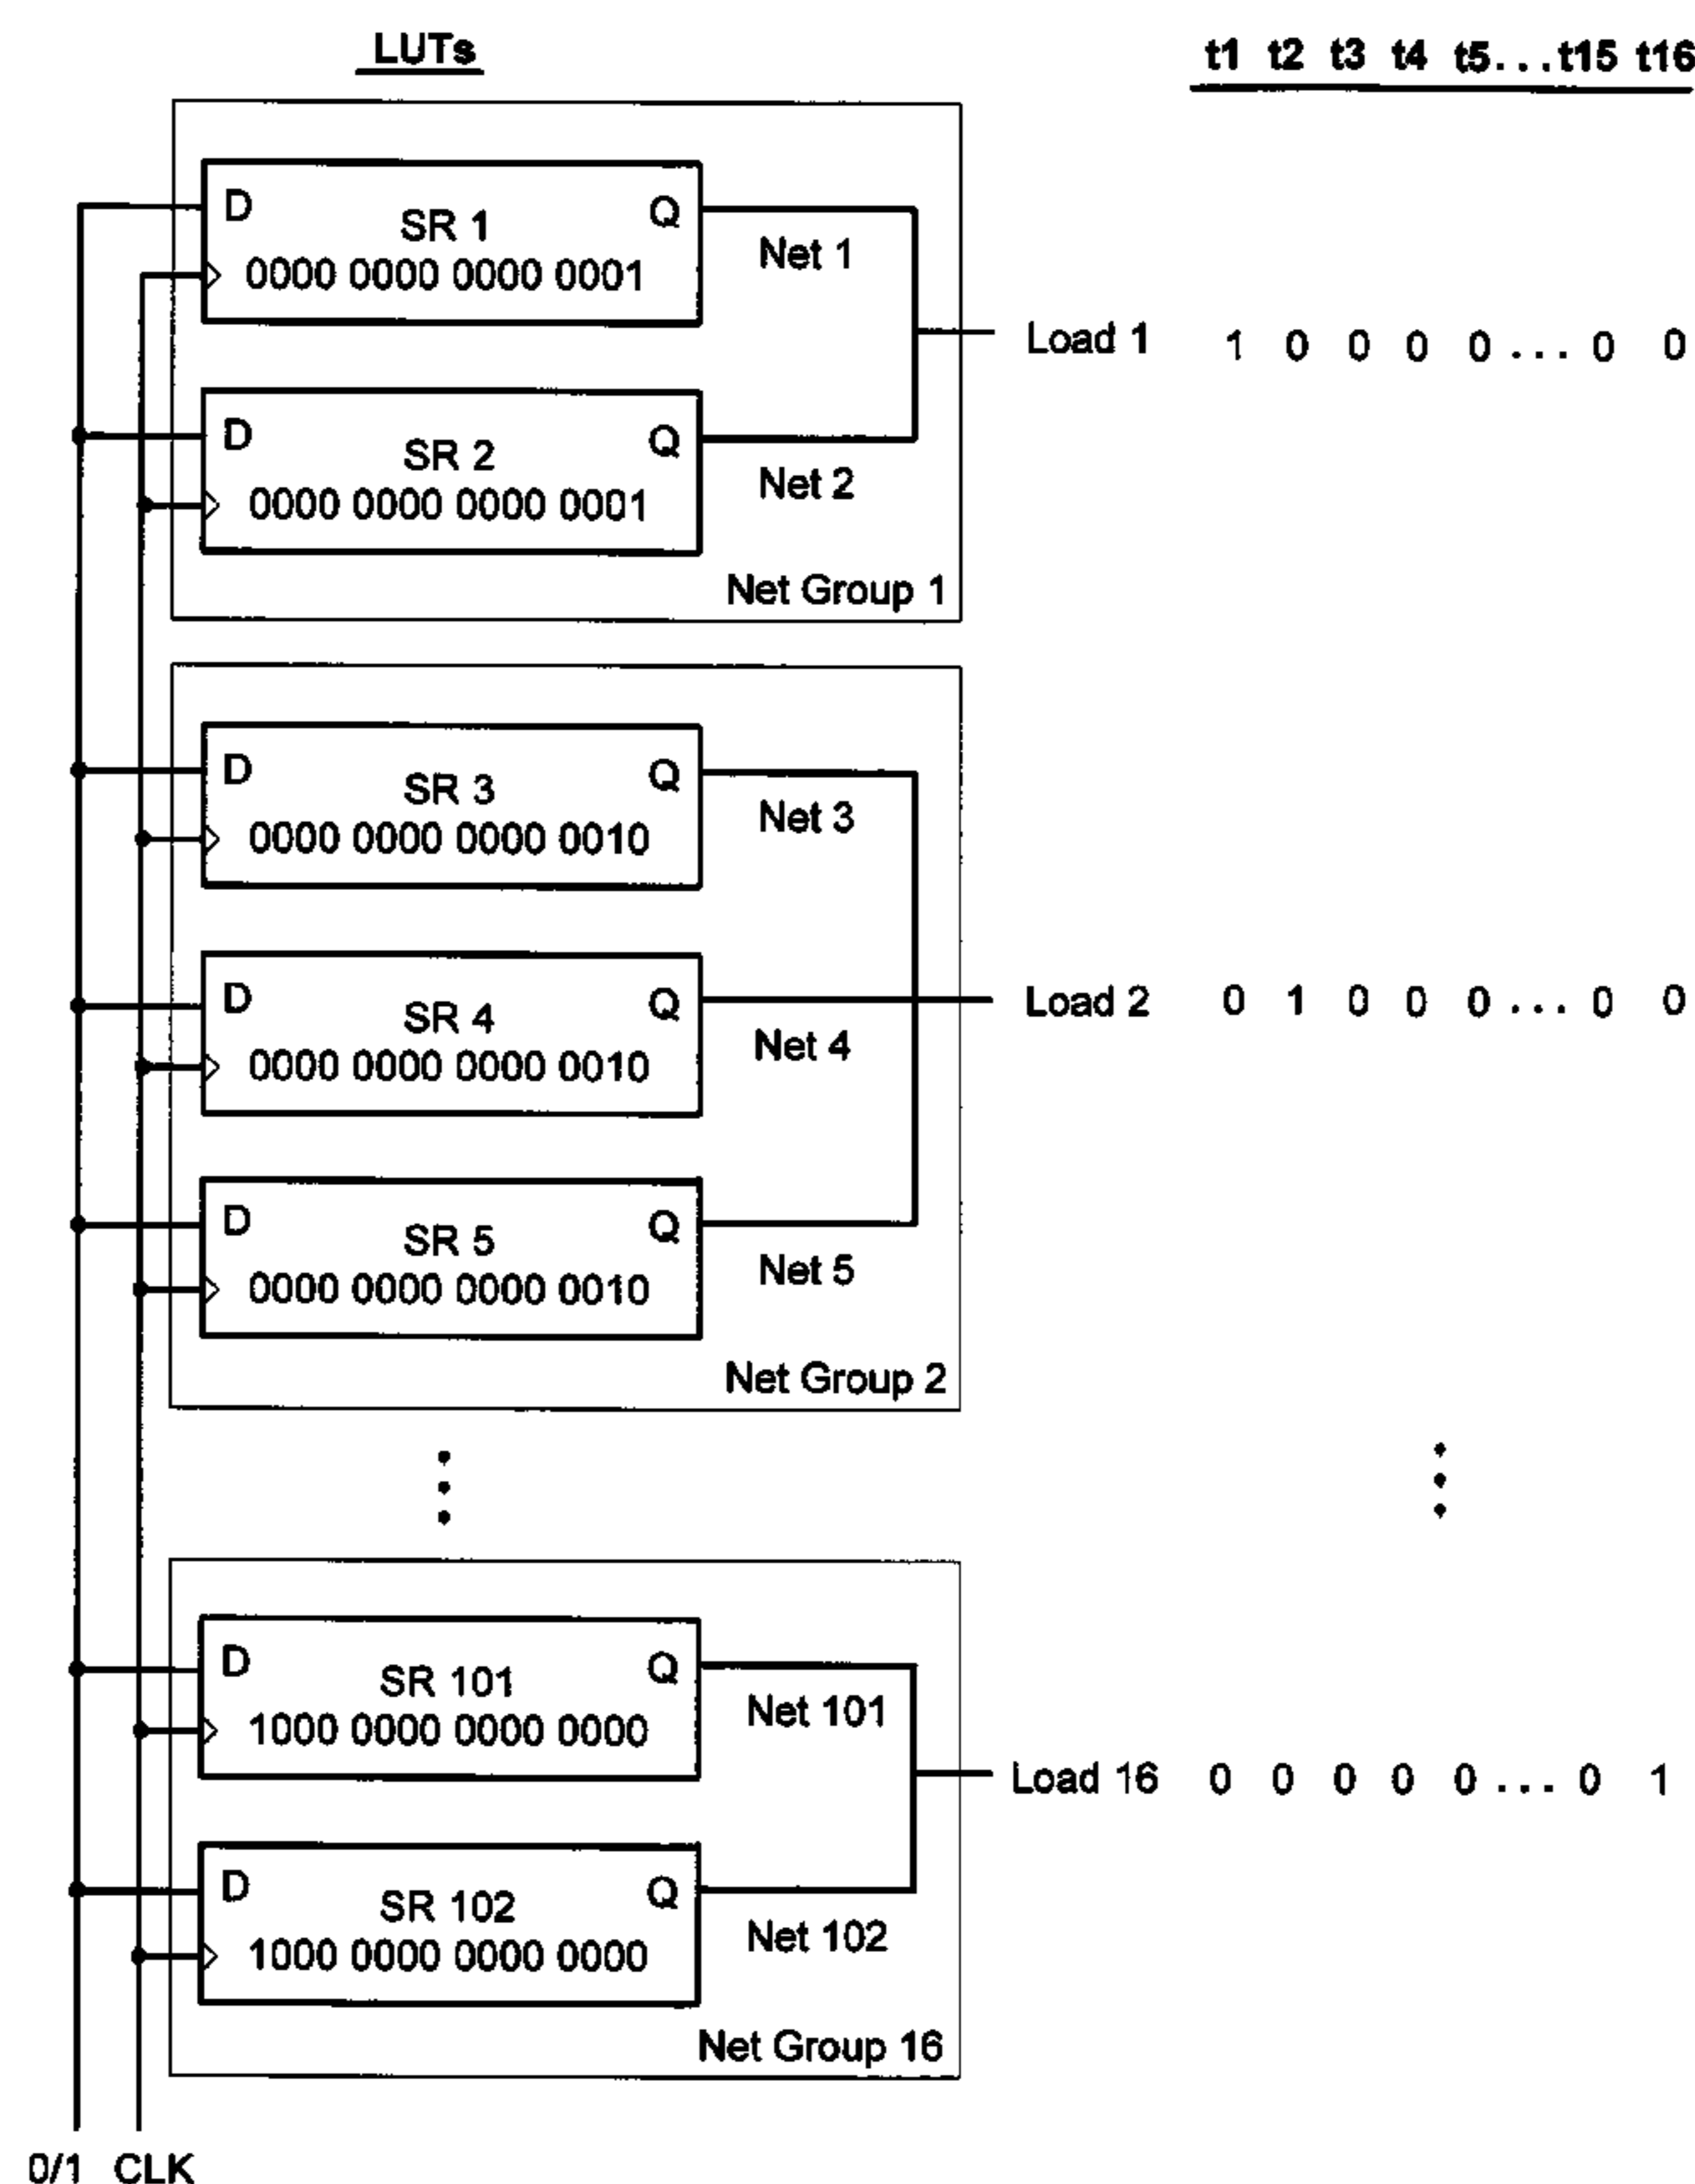 LUTs
t1 t2 t3 t4 t5...t15 t16
D SR 1 Q
0000 0000 0000 0001
Net 1
Load 1 1 0 0 0 0 ... 0 0
D SR 2 Q
0000 0000 0000 0001
Net 2
Net Group 1
D SR 3 Q
0000 0000 0000 0010
Net 3
D SR 4 Q
0000 0000 0000 0010
Net 4
Load 2 0 1 0 0 0 ... 0 0
D SR 5 Q
0000 0000 0000 0010
Net 5
Net Group 2
D SR 101 Q
1000 0000 0000 0000
Net 101
Load 16 0 0 0 0 0 ... 0 1
D SR 102 Q
1000 0000 0000 0000
Net 102
Net Group 16
0/1 CLK